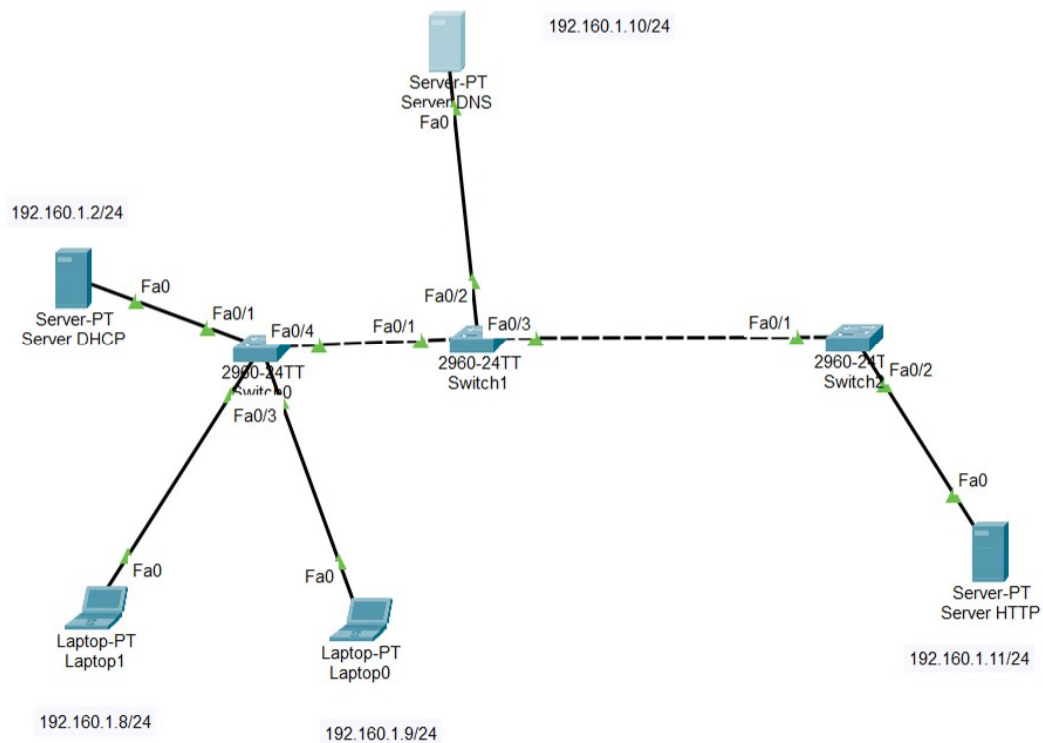 192.160.1.10/24
Server-PT
Server DNS
Fa0
192.160.1.2/24
Fa0
Fa0/1
Server-PT
Server DHCP
Fa0/4
Fa0/1
Fa0/2
Fa0/3
Fa0/1
2960-24TT
Switch0
2960-24TT
Switch1
2960-24T
Switch2
Fa0/2
Fa0/3
Fa0
Fa0
Fa0
Server-PT
Server HTTP
Laptop-PT
Laptop1
Laptop-PT
Laptop0
192.160.1.11/24
192.160.1.8/24
192.160.1.9/24